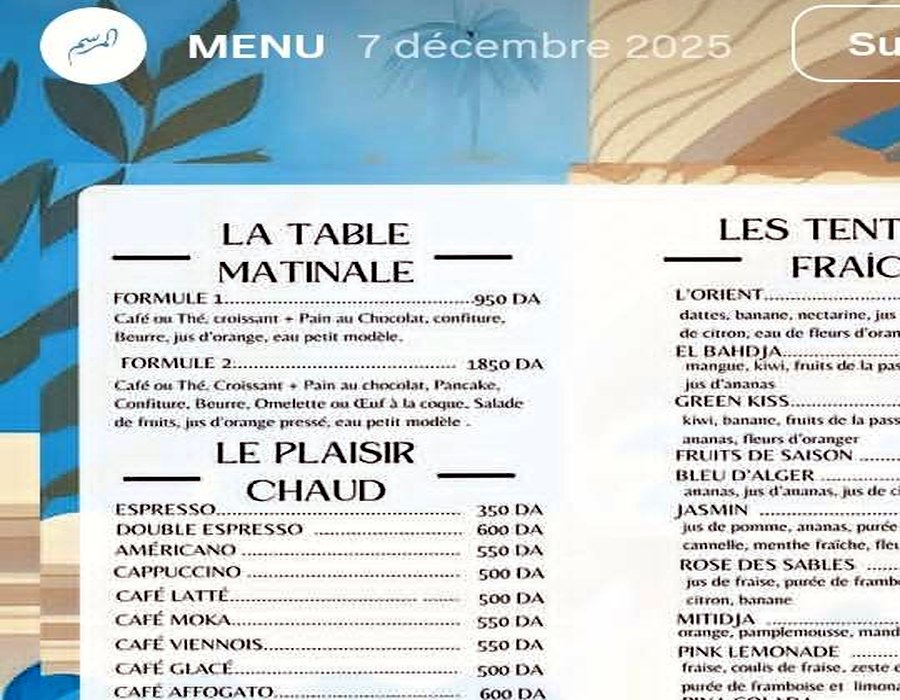 MENU 7 décembre 2025
Su
LA TABLE
MATINALE
FORMULE 1 950 DA
Café ou Thé, croissant + Pain au Chocolat, confiture,
Beurre, jus d'orange, eau petit modèle.
FORMULE 2 1850 DA
Café ou Thé, Croissant + Pain au chocolat, Pancake,
Confiture, Beurre, Omelette ou Œuf à la coque, Salade
de fruits, jus d'orange pressé, eau petit modèle .
LE PLAISIR
CHAUD
ESPRESSO 350 DA
DOUBLE ESPRESSO 600 DA
AMÉRICANO 550 DA
CAPPUCCINO 500 DA
CAFÉ LATTÉ 500 DA
CAFÉ MOKA 550 DA
CAFÉ VIENNOIS 550 DA
CAFÉ GLACÉ 500 DA
CAFÉ AFFOGATO 600 DA
LES TENT
FRAÎC
L'ORIENT
dattes, banane, nectarine, jus
de citron, eau de fleurs d'oran
EL BAHDJA
mangue, kiwi, fruits de la pas
jus d'ananas
GREEN KISS
kiwi, banane, fruits de la pass
ananas, fleurs d'oranger
FRUITS DE SAISON
BLEU D'ALGER
ananas, jus d'ananas, jus de ci
JASMIN
jus de pomme, ananas, purée
cannelle, menthe fraîche, fleu
ROSE DES SABLES
jus de fraise, purée de frambo
citron, banane
MITIDJA
orange, pamplemousse, mand
PINK LEMONADE
fraise, coulis de fraise, zeste d
purée de framboise et limona